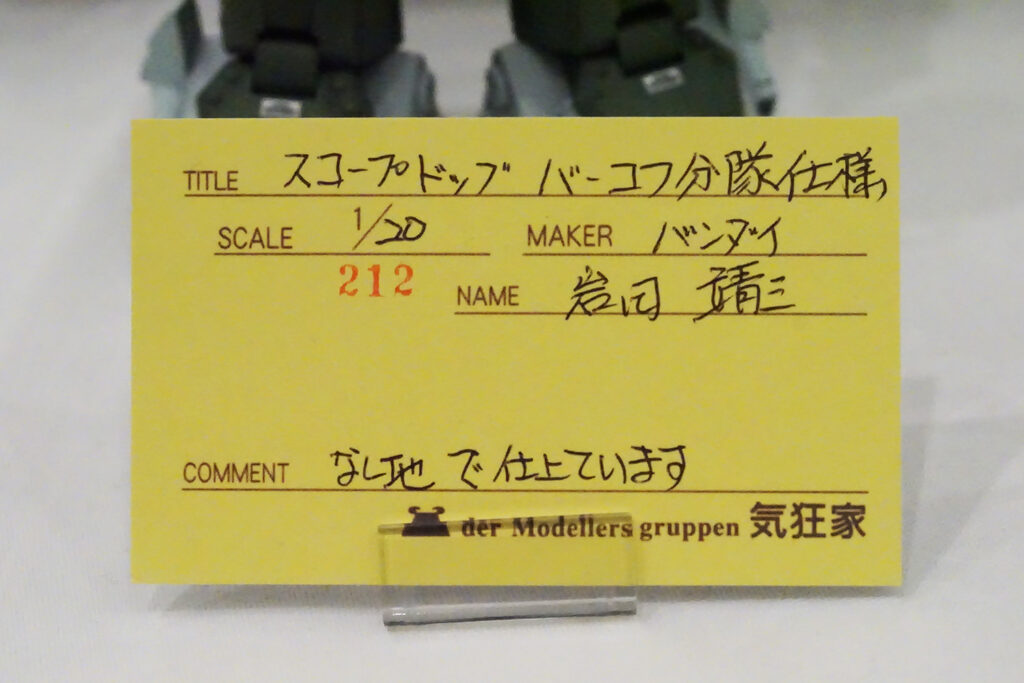 TITLE スコープドッグ バーコフ分隊仕様
SCALE 1/20 MAKER バンダイ
212
NAME 岩田 靖三
COMMENT なし地で仕上ています
der Modellers gruppen 気狂家